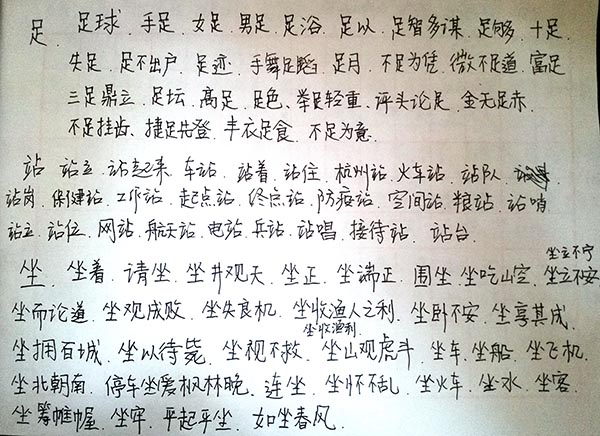 足 足球 手足 女足 男足 足浴 足以 足智多谋 足够 十足
失足 足不出户 足迹 手舞足蹈 足月 不足为凭 微不足道 富足
三足鼎立 足坛 高足 足色、举足轻重 评头论足 金无足赤
不足挂齿、捷足先登 丰衣足食 不足为意
站 站立 站起来 车站 站着 站住 杭州站 火车站 站队
站岗 保健站 工作站 起点站 终点站 防疫站 空间站 粮站 站哨
站立 站位 网站 航天站 电站 兵站 站唱 接待站 站台
坐立不宁
坐 坐着 请坐 坐井观天 坐正 坐端正 围坐 坐吃山空 坐立不安
坐而论道 坐观成败 坐失良机 坐收渔人之利 坐卧不安 坐享其成
坐收渔利
坐拥百城 坐以待毙 坐视不救 坐山观虎斗 坐车 坐船 坐飞机
坐北朝南 停车坐爱枫林晚 连坐 坐怀不乱 坐火车 坐水 坐客
坐筹帷幄 坐牢 平起平坐 如坐春风